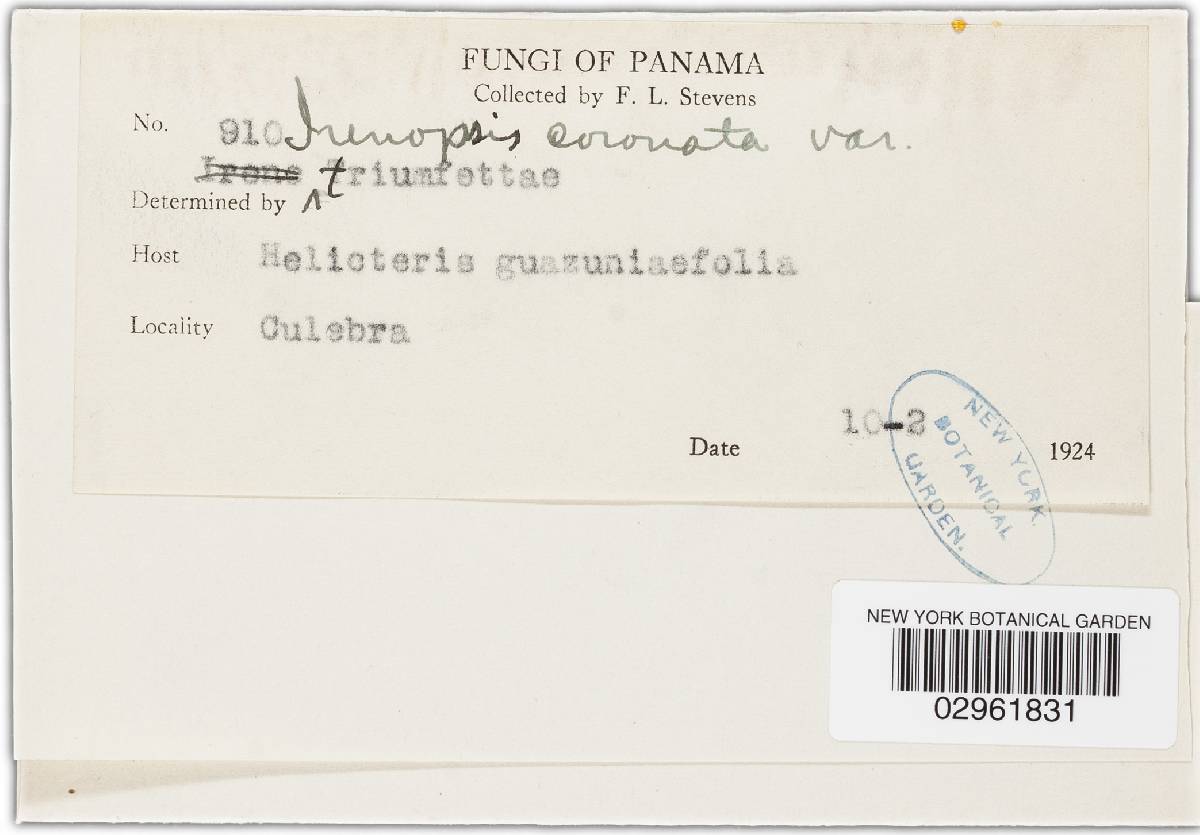 FUNGI OF PANAMA
Collected by F. L. Stevens
No. 910 Irenopsis coronata var.
Irene triumfettae
Determined by
Host Helicteris guazuniaefolia
Locality Culebra
Date 10-2 1924
NEW YORK
BOTANICAL
GARDEN.
NEW YORK BOTANICAL GARDEN
02961831